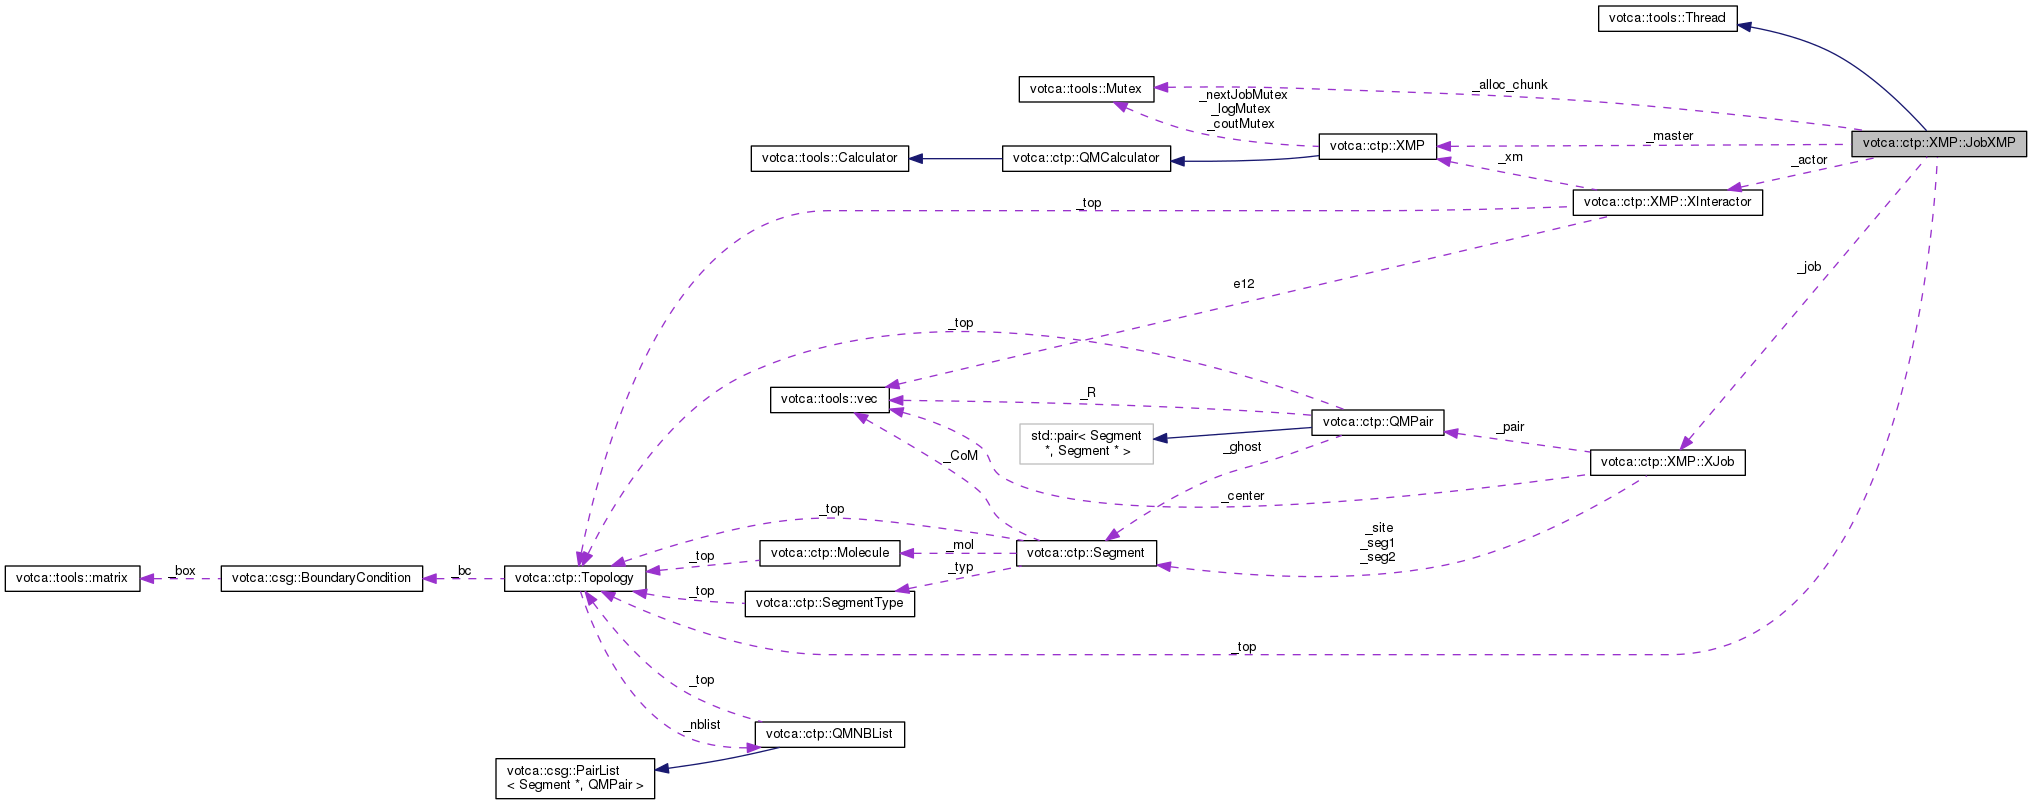 votca::tools::Thread
votca::tools::Mutex
_alloc_chunk
_nextJobMutex
_logMutex
_coutMutex
votca::tools::Calculator
votca::ctp::QMCalculator
votca::ctp::XMP
_master
votca::ctp::XMP::JobXMP
_xm
_actor
_top
votca::ctp::XMP::XInteractor
_job
e12
_top
votca::tools::vec
_R
votca::ctp::QMPair
std::pair< Segment
*, Segment * >
_pair
_ghost
_CoM
votca::ctp::XMP::XJob
_center
_top
_site
_seg1
_seg2
votca::tools::matrix
_box
votca::csg::BoundaryCondition
_bc
votca::ctp::Topology
_top
votca::ctp::Molecule
_mol
votca::ctp::Segment
_typ
_top
votca::ctp::SegmentType
_top
_top
_nblist
votca::ctp::QMNBList
votca::csg::PairList
< Segment *, QMPair >